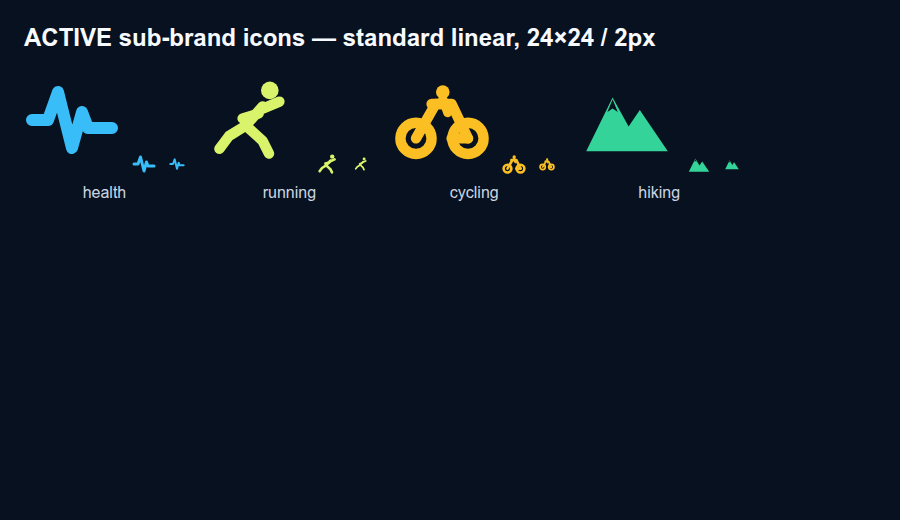 ACTIVE sub-brand icons — standard linear, 24×24 / 2px
health
running
cycling
hiking